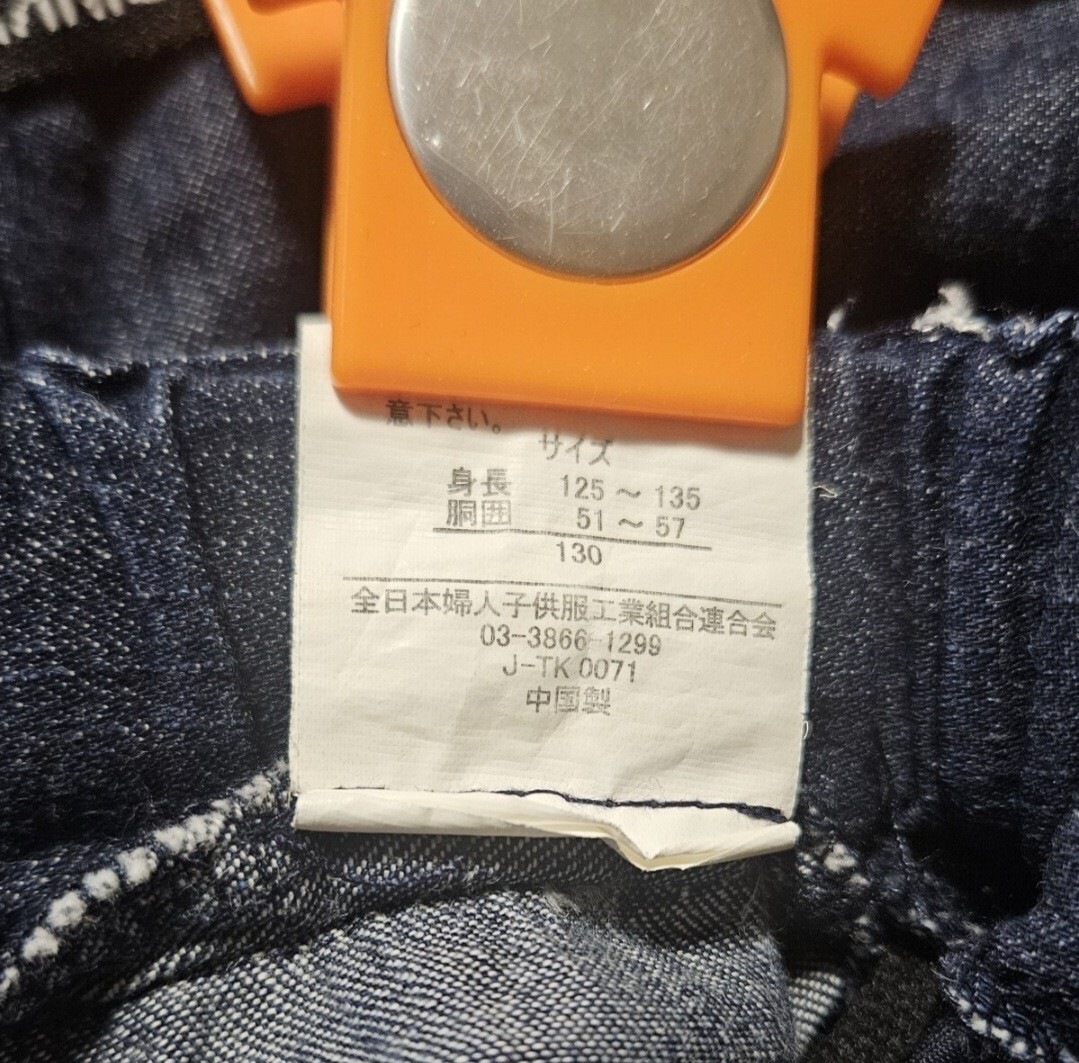 意下さい。
サイズ
身長 125 ～ 135
胴囲 51 ～ 57
130
全日本婦人子供服工業組合連合会
03-3866-1299
J-TK 0071
中国製